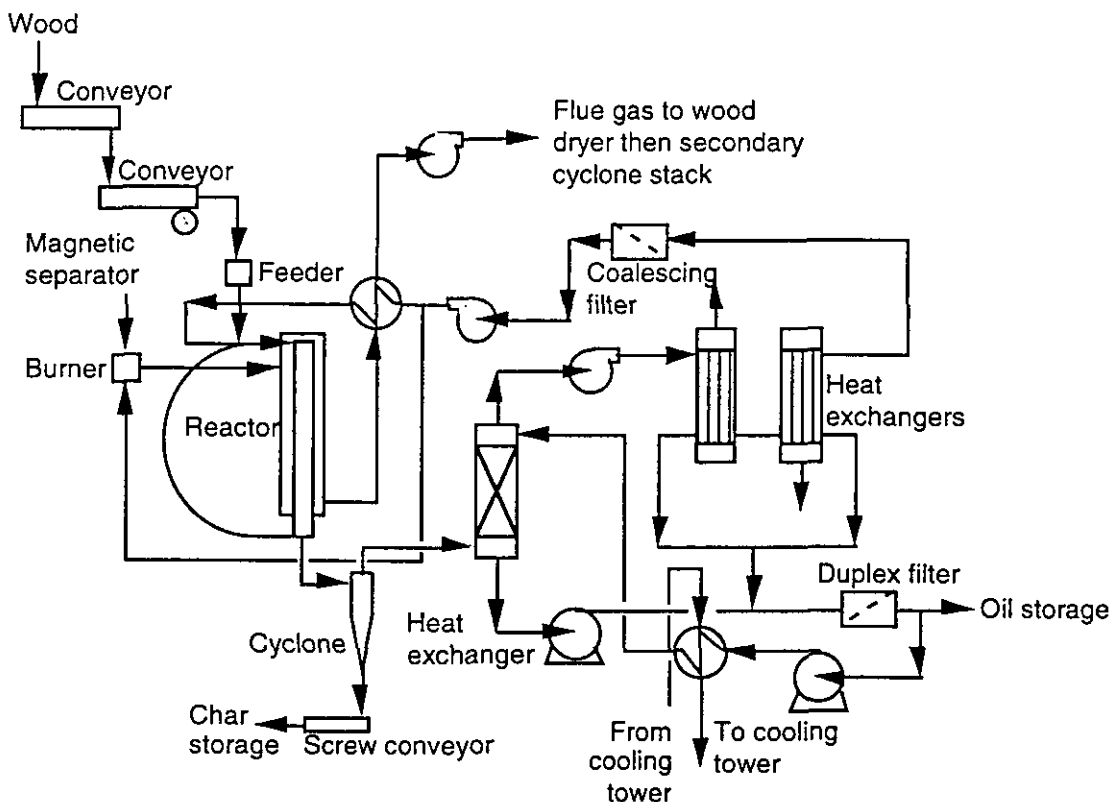 Wood
Conveyor
Conveyor
Flue gas to wood
dryer then secondary
cyclone stack
Magnetic
separator
Feeder
Coalescing
filter
Burner
Reactor
Heat
exchangers
Duplex filter
Oil storage
Cyclone
Heat
exchanger
Char
storage
Screw conveyor
From
cooling
tower
To cooling
tower